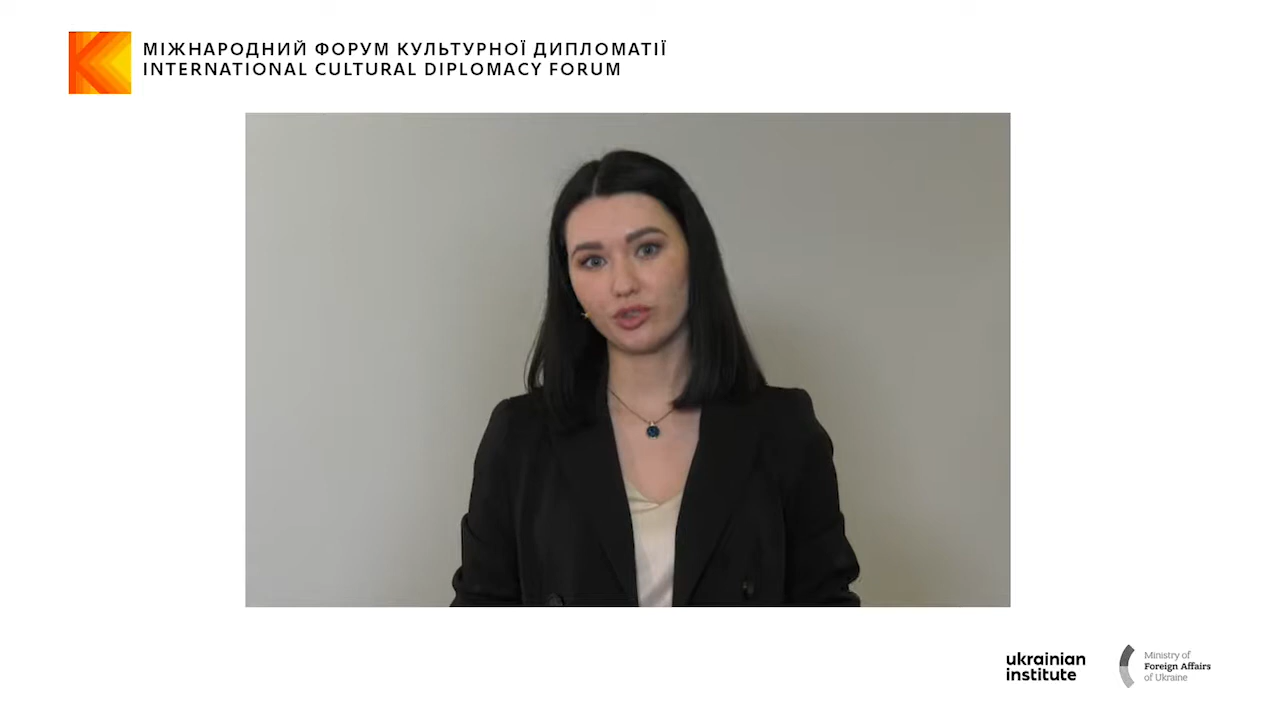 МІЖНАРОДНИЙ ФОРУМ КУЛЬТУРНОЇ ДИПЛОМАТІЇ
INTERNATIONAL CULTURAL DIPLOMACY FORUM
ukrainian
institute
Ministry of
Foreign Affairs
of Ukraine